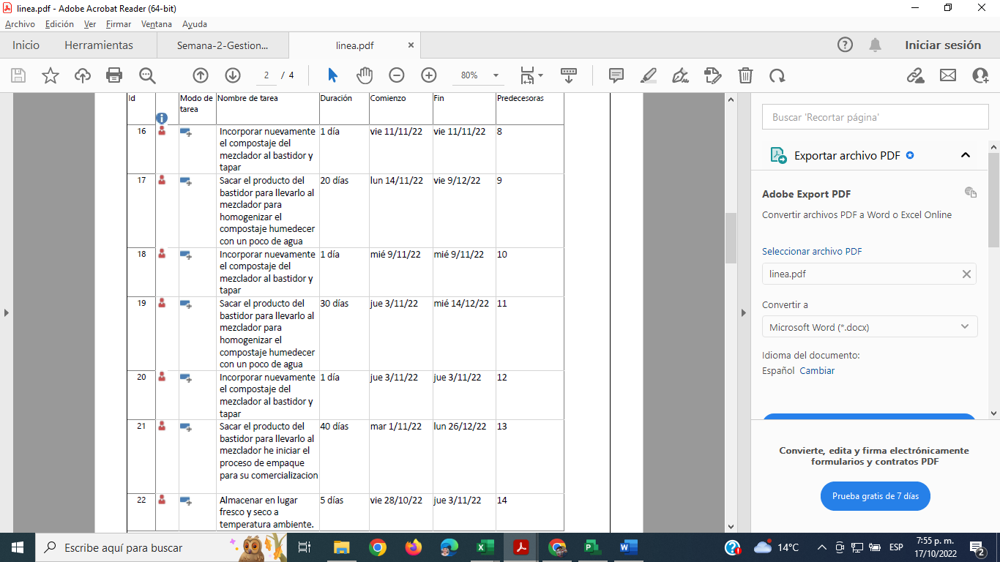 linea.pdf - Adobe Acrobat Reader (64-bit)
Archivo Edición Ver Firmar Ventana Ayuda
Inicio Herramientas Semana-2-Gestion... linea.pdf Iniciar sesión
2 / 4 80%
Id Modo de tarea Nombre de tarea Duración Comienzo Fin Predecesoras
16 Incorporar nuevamente 1 día vie 11/11/22 vie 11/11/22 8
el compostaje del
mezclador al bastidor y
tapar
17 Sacar el producto del 20 días lun 14/11/22 vie 9/12/22 9
bastidor para llevarlo al
mezclador para
homogenizar el
compostaje humedecer
con un poco de agua
18 Incorporar nuevamente 1 día mié 9/11/22 mié 9/11/22 10
el compostaje del
mezclador al bastidor y
tapar
19 Sacar el producto del 30 días jue 3/11/22 mié 14/12/22 11
bastidor para llevarlo al
mezclador para
homogenizar el
compostaje humedecer
con un poco de agua
20 Incorporar nuevamente 1 día jue 3/11/22 jue 3/11/22 12
el compostaje del
mezclador al bastidor y
tapar
21 Sacar el producto del 40 días mar 1/11/22 lun 26/12/22 13
bastidor para llevarlo al
mezclador he iniciar el
proceso de empaque
para su comercializacion
22 Almacenar en lugar 5 días vie 28/10/22 jue 3/11/22 14
fresco y seco a
temperatura ambiente.
Buscar 'Recortar página'
Exportar archivo PDF
Adobe Export PDF
Convertir archivos PDF a Word o Excel Online
Seleccionar archivo PDF
linea.pdf
Convertir a
Microsoft Word (*.docx)
Idioma del documento:
Español Cambiar
Convierte, edita y firma electrónicamente
formularios y contratos PDF
Prueba gratis de 7 días
Escribe aquí para buscar
14°C ESP 7:55 p. m.
17/10/2022 2